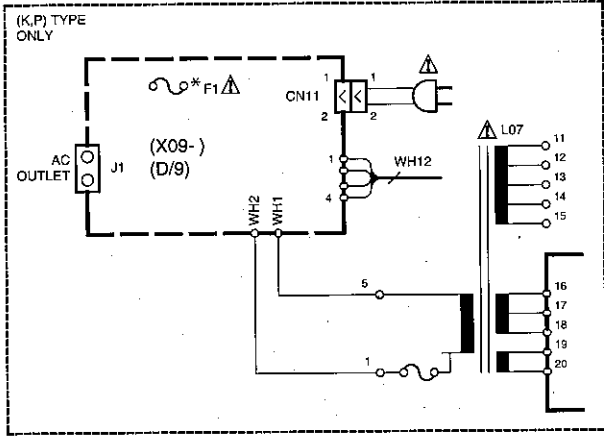 (K,P) TYPE
ONLY
* F1
CN11
1
1
2
2
L07
11
12
13
14
15
AC
OUTLET
J1
(X09- )
(D/9)
1
4
WH12
WH2
WH1
5
1
16
17
18
19
20